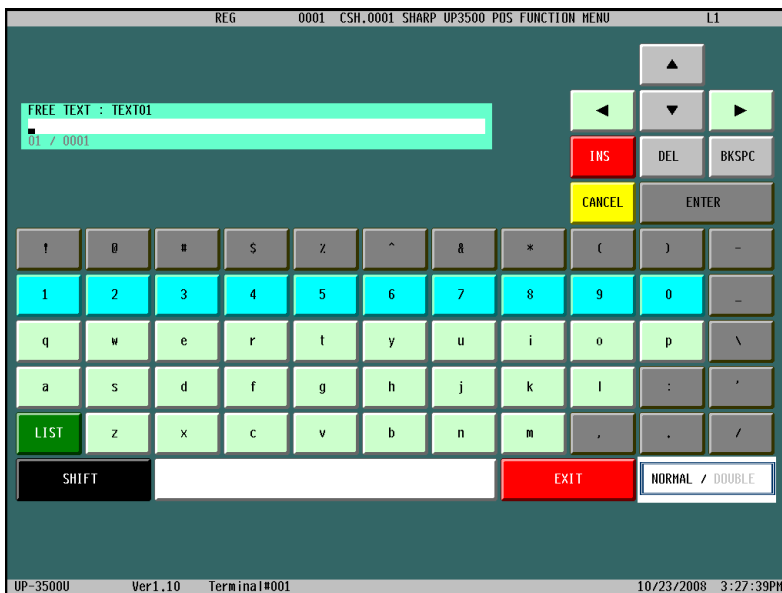 REG 0001 CSH.0001 SHARP UP3500 POS FUNCTION MENU L1
▲
FREE TEXT : TEXT01
01 / 0001
◄ ▼ ►
INS DEL BKSPC
CANCEL ENTER
! @ # $ % ^ & * ( ) -
1 2 3 4 5 6 7 8 9 0 _
q w e r t y u i o p \
a s d f g h j k l : '
LIST z x c v b n m , . /
SHIFT EXIT NORMAL / DOUBLE
UP-3500U Ver1.10 Terminal#001 10/23/2008 3:27:39PM